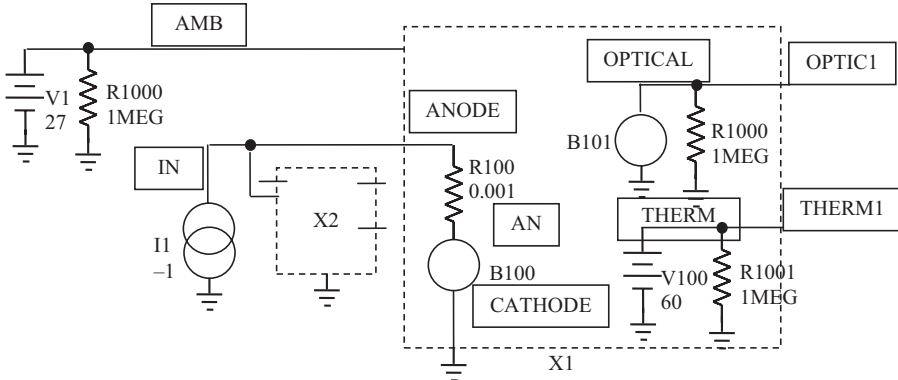 AMB
V1
27
R1000
1MEG
IN
I1
–1
X2
ANODE
R100
0.001
AN
B100
CATHODE
X1
OPTICAL
B101
R1000
1MEG
OPTIC1
THERM
V100
60
R1001
1MEG
THERM1